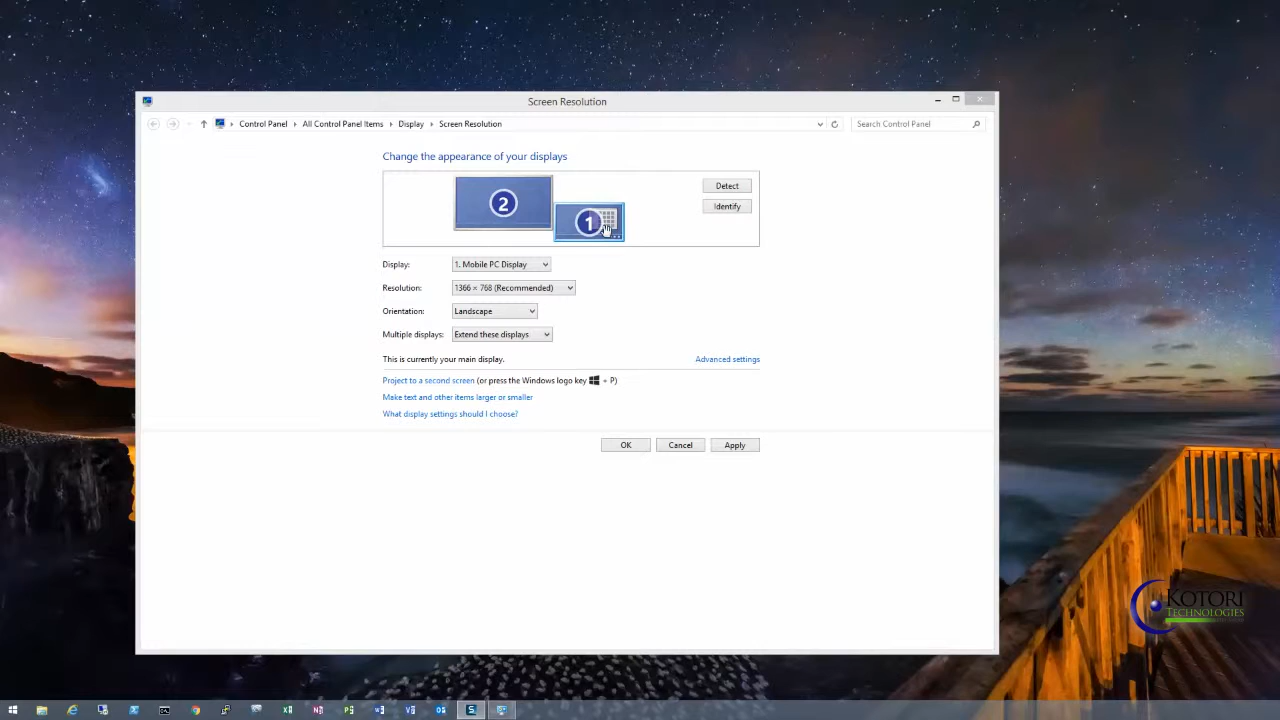 Screen Resolution
Control Panel
All Control Panel Items
Display
Screen Resolution
Search Control Panel
Change the appearance of your displays
2
1
Detect
Identify
Display:
1. Mobile PC Display
Resolution:
1366 × 768 (Recommended)
Orientation:
Landscape
Multiple displays:
Extend these displays
This is currently your main display.
Advanced settings
Project to a second screen (or press the Windows logo key + P)
Make text and other items larger or smaller
What display settings should I choose?
OK
Cancel
Apply
KOTORI
TECHNOLOGIES